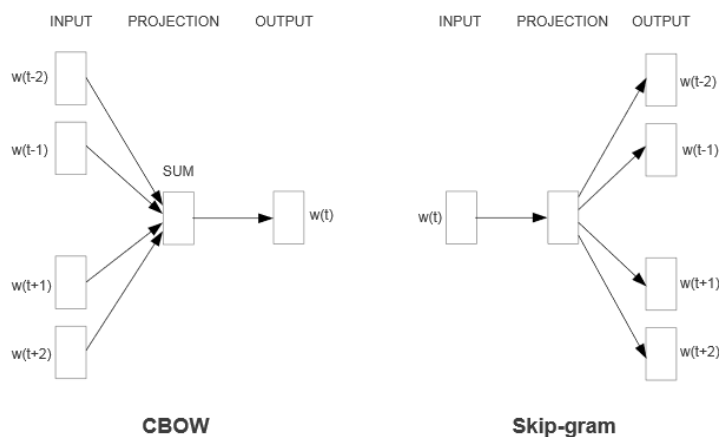 INPUT PROJECTION OUTPUT
w(t-2)
w(t-1)
SUM
w(t)
w(t+1)
w(t+2)
CBOW
INPUT PROJECTION OUTPUT
w(t-2)
w(t-1)
w(t)
w(t+1)
w(t+2)
Skip-gram